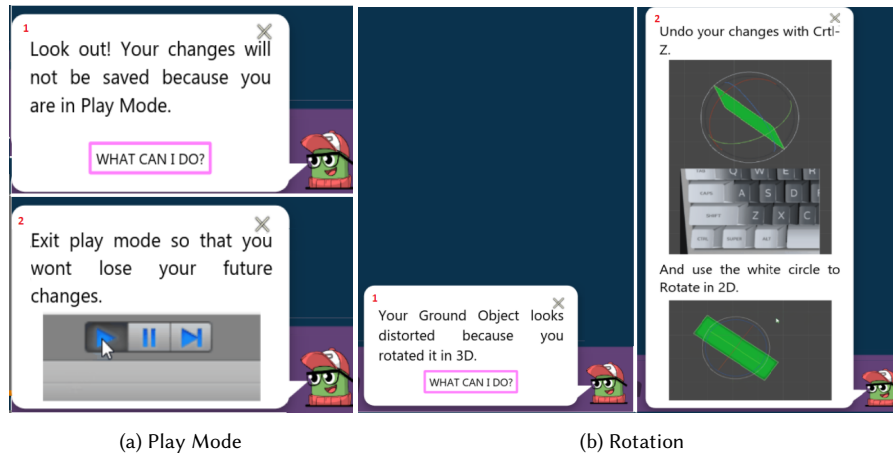 1
Look out! Your changes will
not be saved because you
are in Play Mode.
WHAT CAN I DO?
2
Exit play mode so that you
wont lose your future
changes.
(a) Play Mode
1
Your Ground Object looks
distorted because you
rotated it in 3D.
WHAT CAN I DO?
2
Undo your changes with Crtl-
Z.
Q W E R
CAPS A S D F
SHIFT Z X C
CTRL SUPER ALT
And use the white circle to
Rotate in 2D.
(b) Rotation